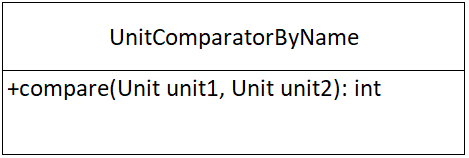 UnitComparatorByName
+compare(Unit unit1, Unit unit2): int